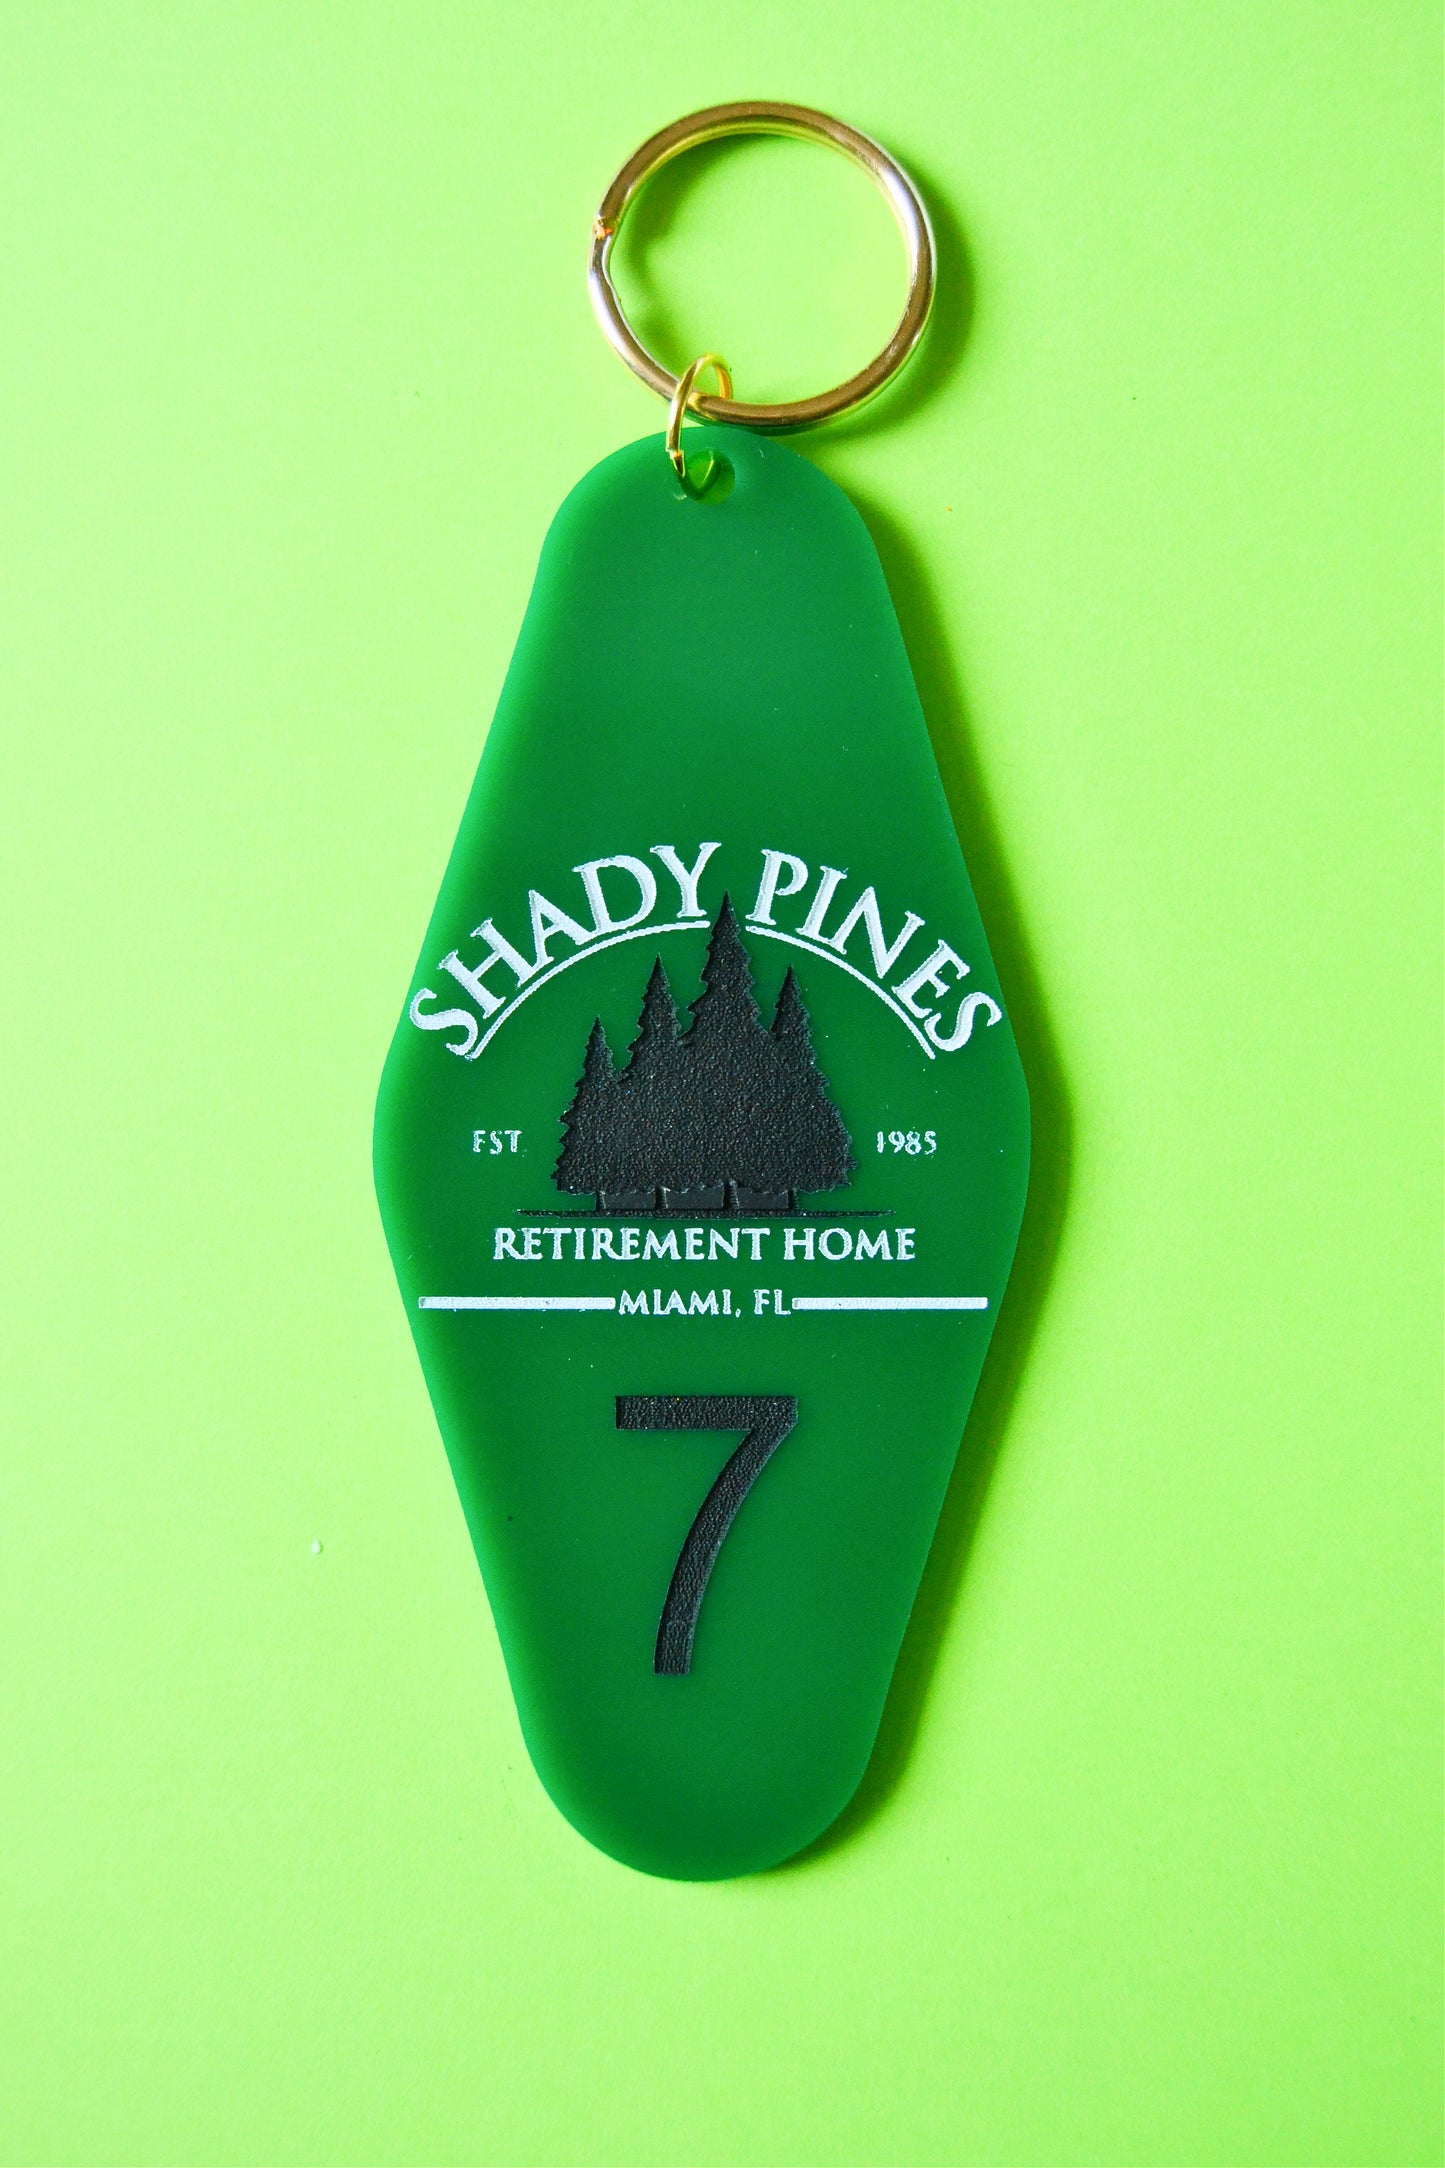 SHADY PINES
EST. 1985
RETIREMENT HOME
MIAMI, FL
7